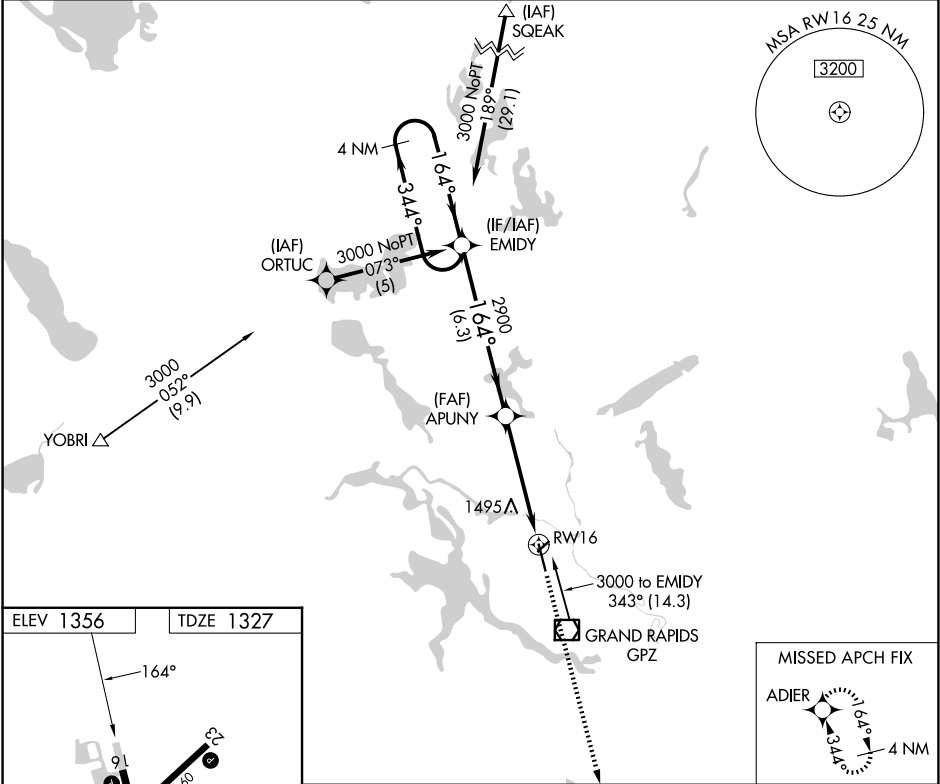 (IAF)
SQEAK
MSA RW16 25 NM
3200
3000 NoPT
189°
(29.1)
4 NM
164°
344°
(IF/IAF)
EMIDY
(IAF)
ORTUC
3000 NoPT
073°
(5)
2900
164°
(6.3)
3000
052°
(9.9)
YOBRI
(FAF)
APUNY
1495
RW16
3000 to EMIDY
343° (14.3)
GRAND RAPIDS
GPZ
ELEV 1356
TDZE 1327
164°
16
23
P
60
MISSED APCH FIX
ADIER
164°
344°
4 NM